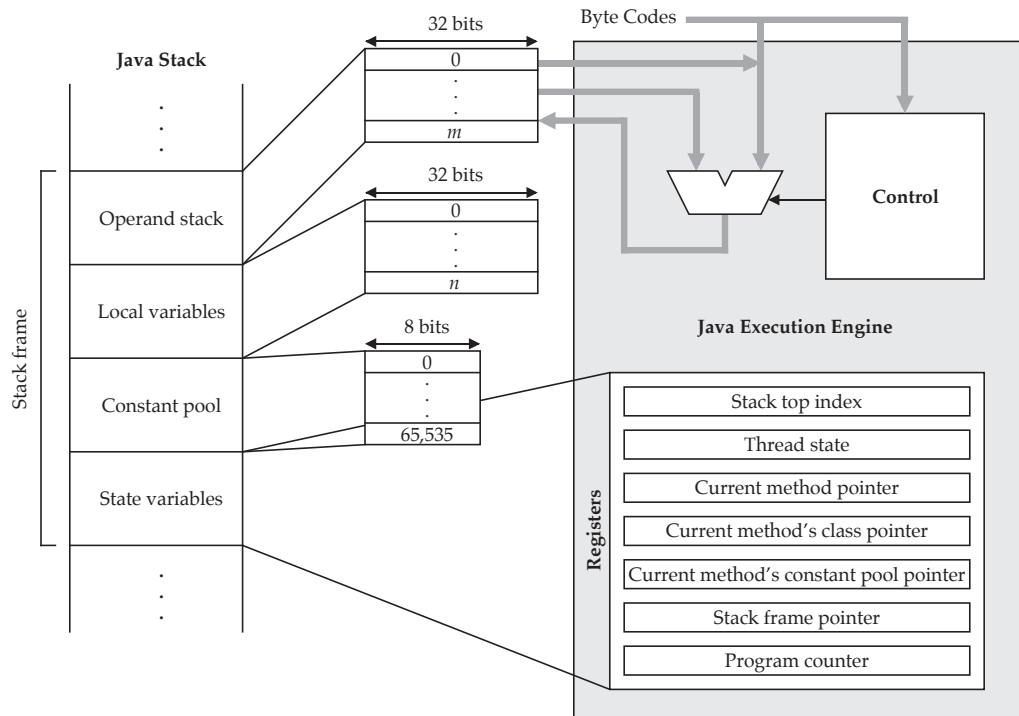 Java Stack
.
.
.
Stack frame
Operand stack
Local variables
Constant pool
State variables
.
.
.
32 bits
0
.
.
.
m
32 bits
0
.
.
.
n
8 bits
0
.
.
.
65,535
Byte Codes
Control
Java Execution Engine
Registers
Stack top index
Thread state
Current method pointer
Current method's class pointer
Current method's constant pool pointer
Stack frame pointer
Program counter